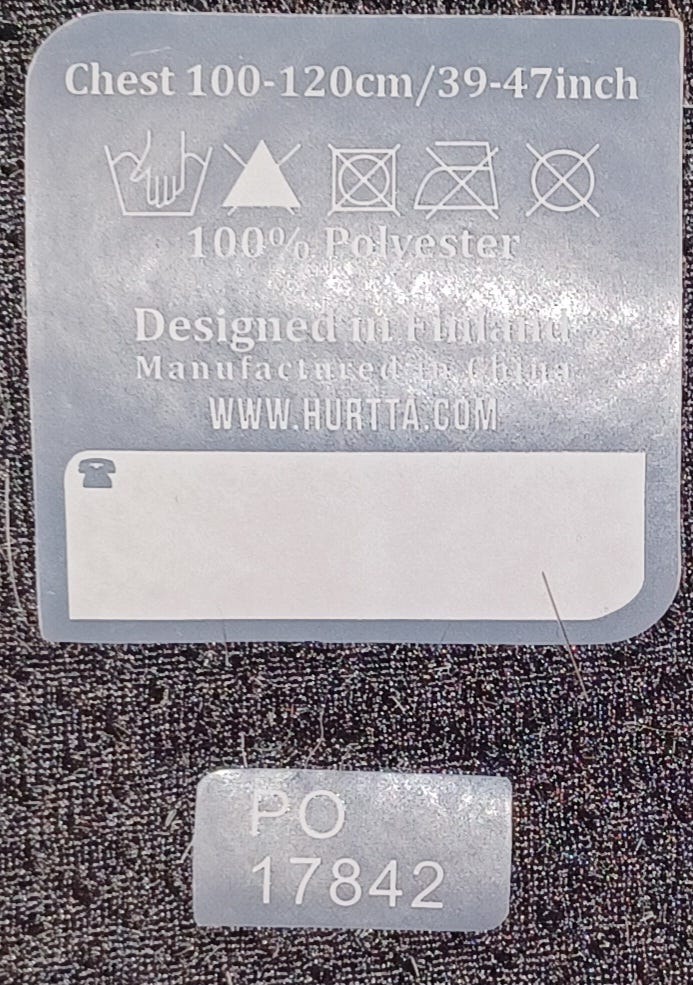 Chest 100-120cm/39-47inch
100% Polyester
Designed in Finland
Manufactured in China
WWW.HURTTA.COM
PO
17842